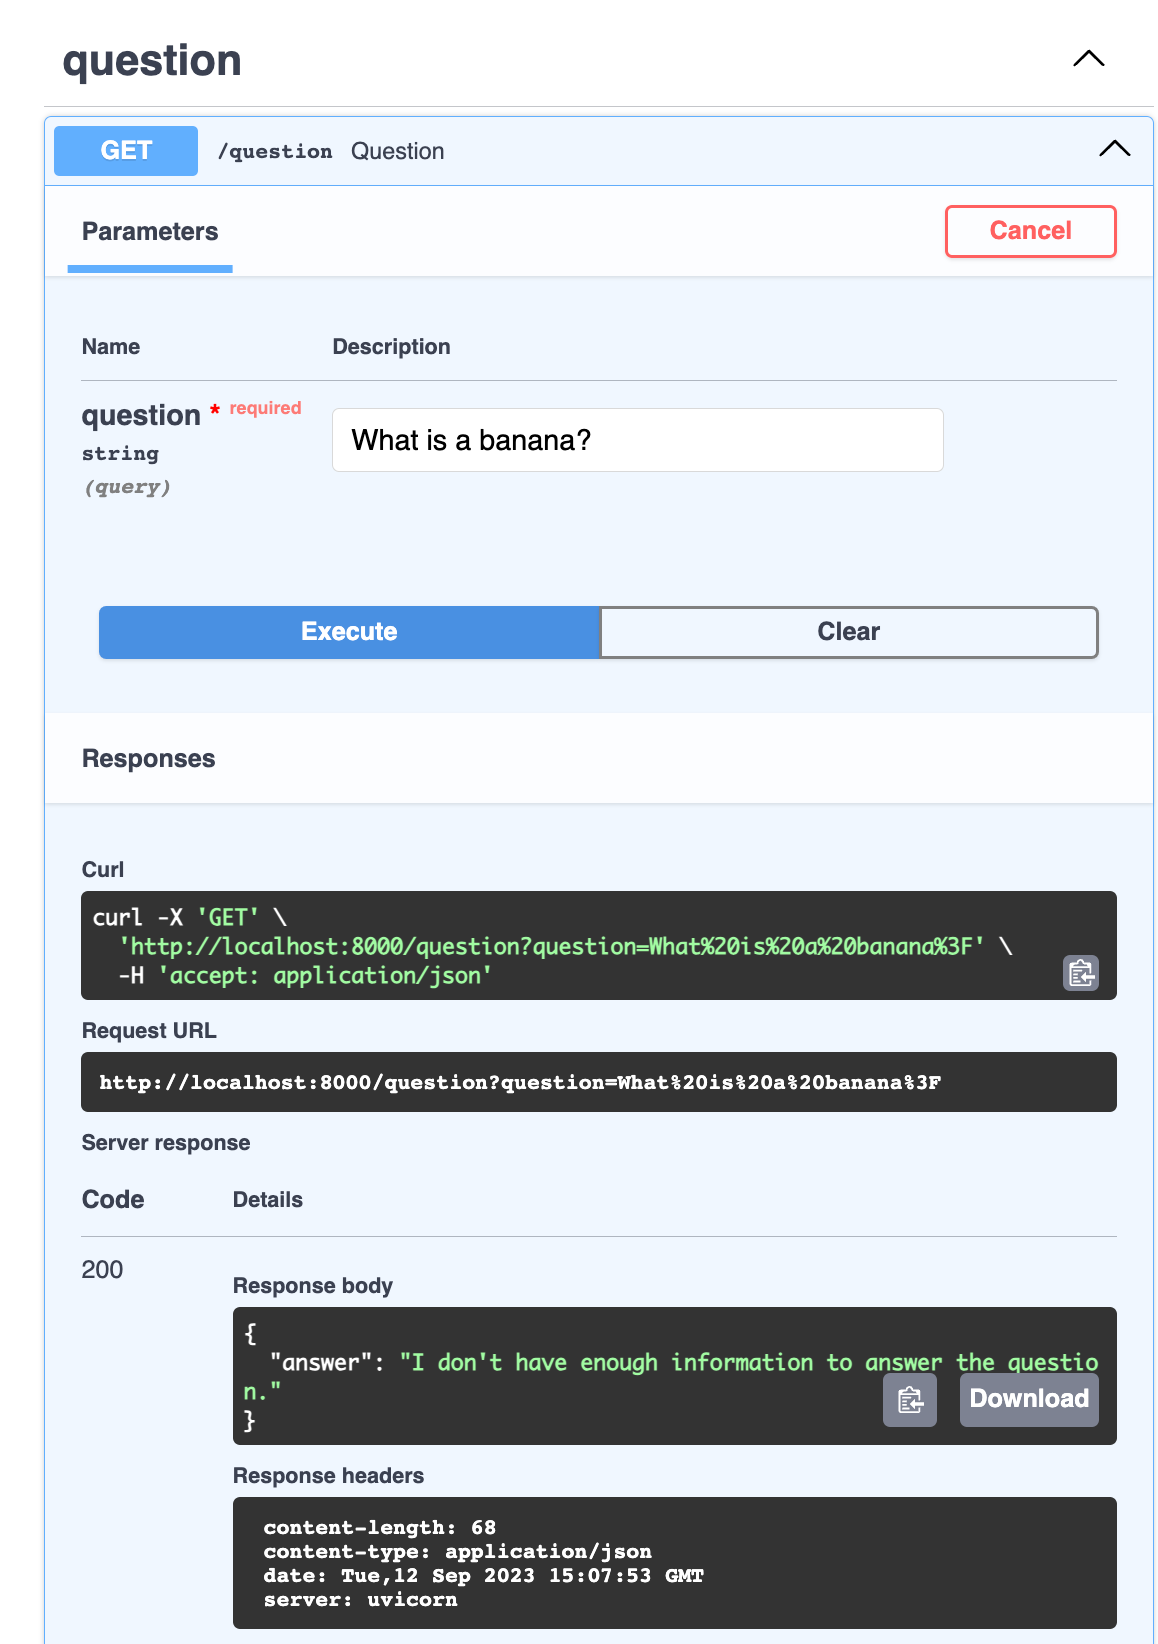 question
GET /question Question
Parameters
Cancel
Name Description
question * required
string
(query)
What is a banana?
Execute
Clear
Responses
Curl
curl -X 'GET' \
'http://localhost:8000/question?question=What%20is%20a%20banana%3F' \
-H 'accept: application/json'
Request URL
http://localhost:8000/question?question=What%20is%20a%20banana%3F
Server response
Code Details
200
Response body
{
"answer": "I don't have enough information to answer the questio
n."
}
Download
Response headers
content-length: 68
content-type: application/json
date: Tue,12 Sep 2023 15:07:53 GMT
server: uvicorn